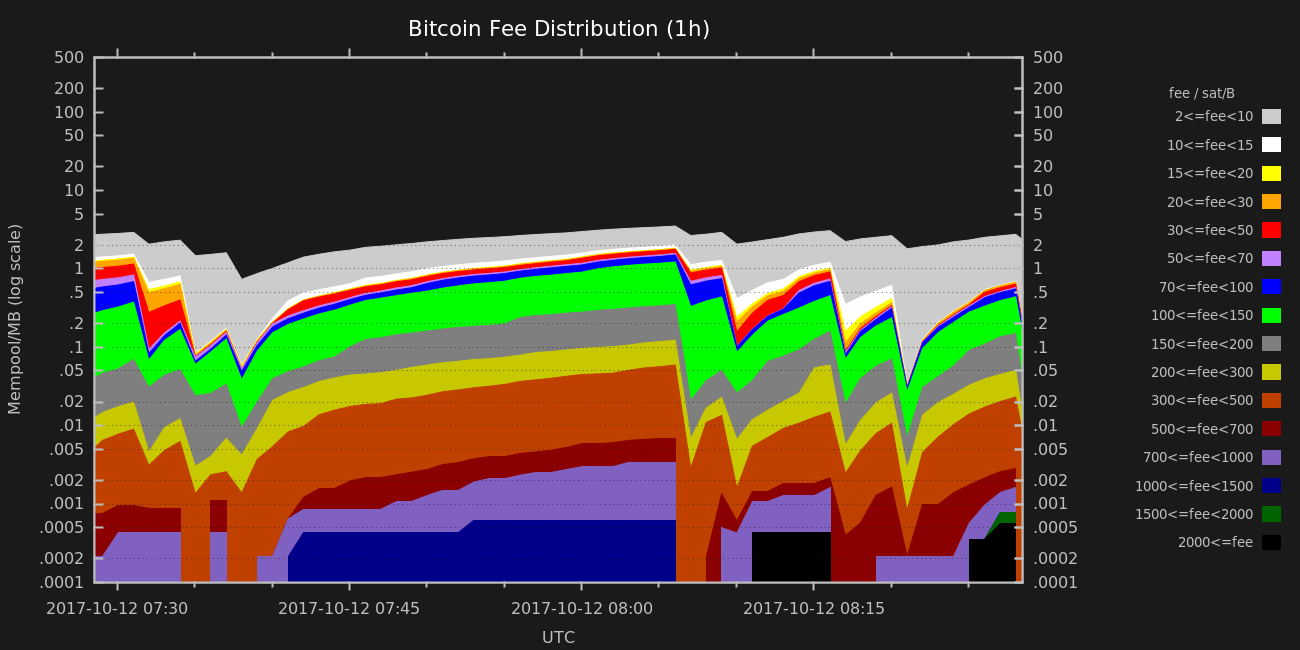 Bitcoin Fee Distribution (1h)
Mempool/MB (log scale)
500
200
100
50
20
10
5
2
1
.5
.2
.1
.05
.02
.01
.005
.002
.001
.0005
.0002
.0001
500
200
100
50
20
10
5
2
1
.5
.2
.1
.05
.02
.01
.005
.002
.001
.0005
.0002
.0001
2017-10-12 07:30
2017-10-12 07:45
2017-10-12 08:00
2017-10-12 08:15
UTC
fee / sat/B
2<=fee<10
10<=fee<15
15<=fee<20
20<=fee<30
30<=fee<50
50<=fee<70
70<=fee<100
100<=fee<150
150<=fee<200
200<=fee<300
300<=fee<500
500<=fee<700
700<=fee<1000
1000<=fee<1500
1500<=fee<2000
2000<=fee